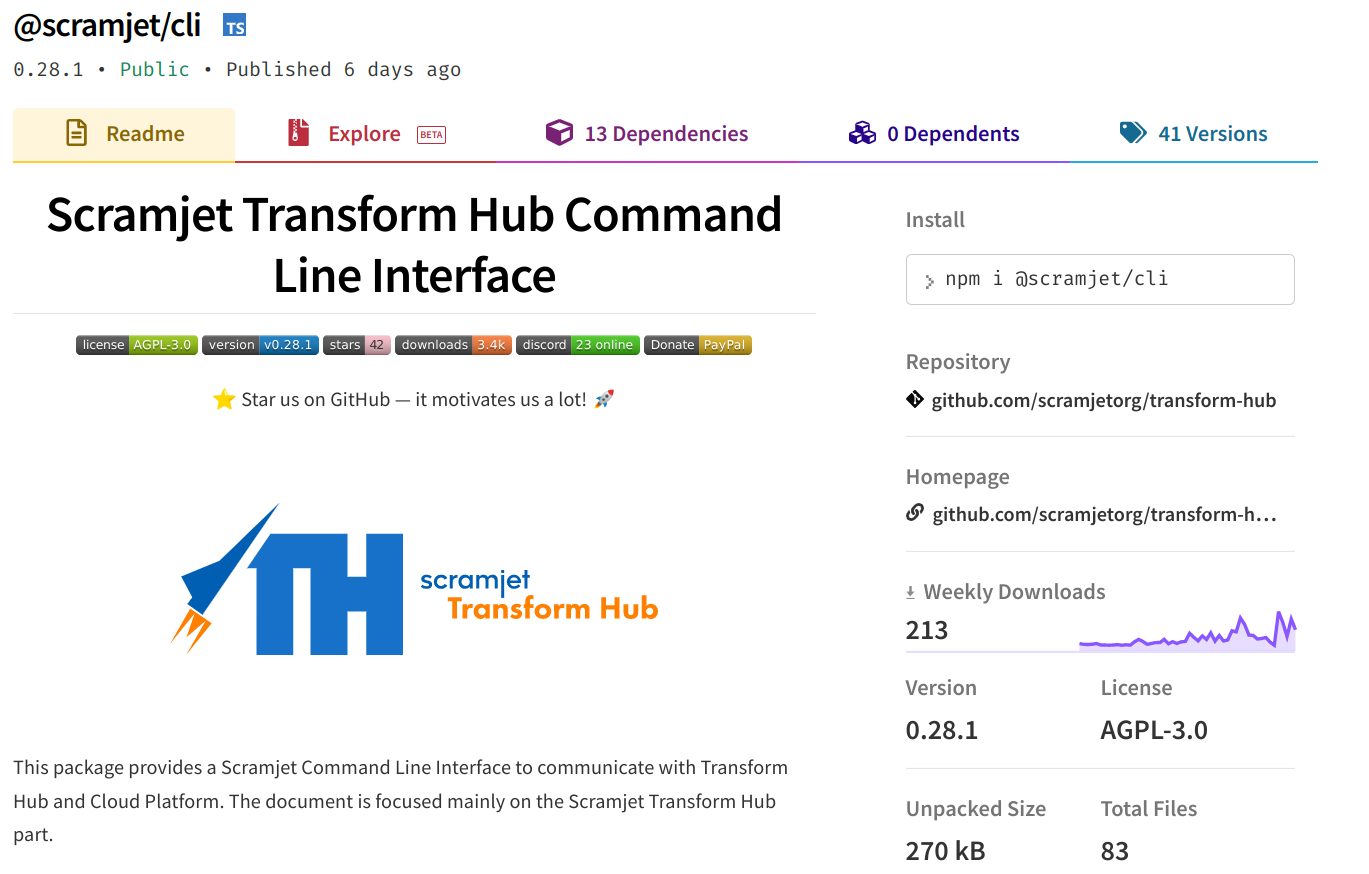 @scramjet/cli TS
0.28.1 • Public • Published 6 days ago
Readme
Explore BETA
13 Dependencies
0 Dependents
41 Versions
Scramjet Transform Hub Command
Line Interface
license AGPL-3.0 version v0.28.1 stars 42 downloads 3.4k discord 23 online Donate PayPal
⭐ Star us on GitHub — it motivates us a lot! 🚀
TH
scramjet
Transform Hub
This package provides a Scramjet Command Line Interface to communicate with Transform
Hub and Cloud Platform. The document is focused mainly on the Scramjet Transform Hub
part.
Install
npm i @scramjet/cli
Repository
github.com/scramjetorg/transform-hub
Homepage
github.com/scramjetorg/transform-h...
Weekly Downloads
213
Version License
0.28.1 AGPL-3.0
Unpacked Size Total Files
270 kB 83